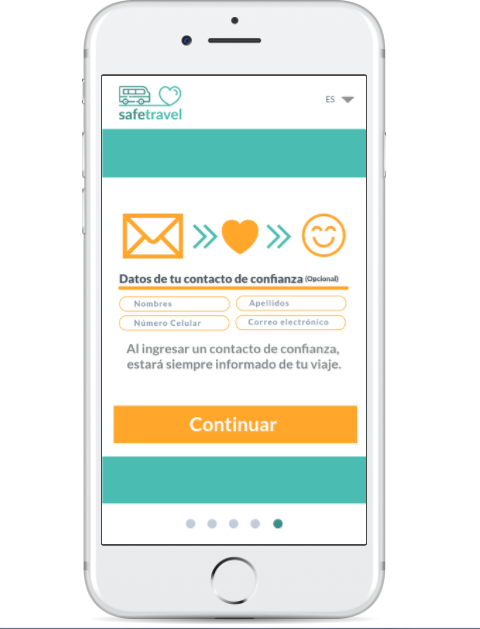 ES
safetravel
Datos de tu contacto de confianza (Opcional)
Nombres
Apellidos
Número Celular
Correo electrónico
Al ingresar un contacto de confianza,
estará siempre informado de tu viaje.
Continuar